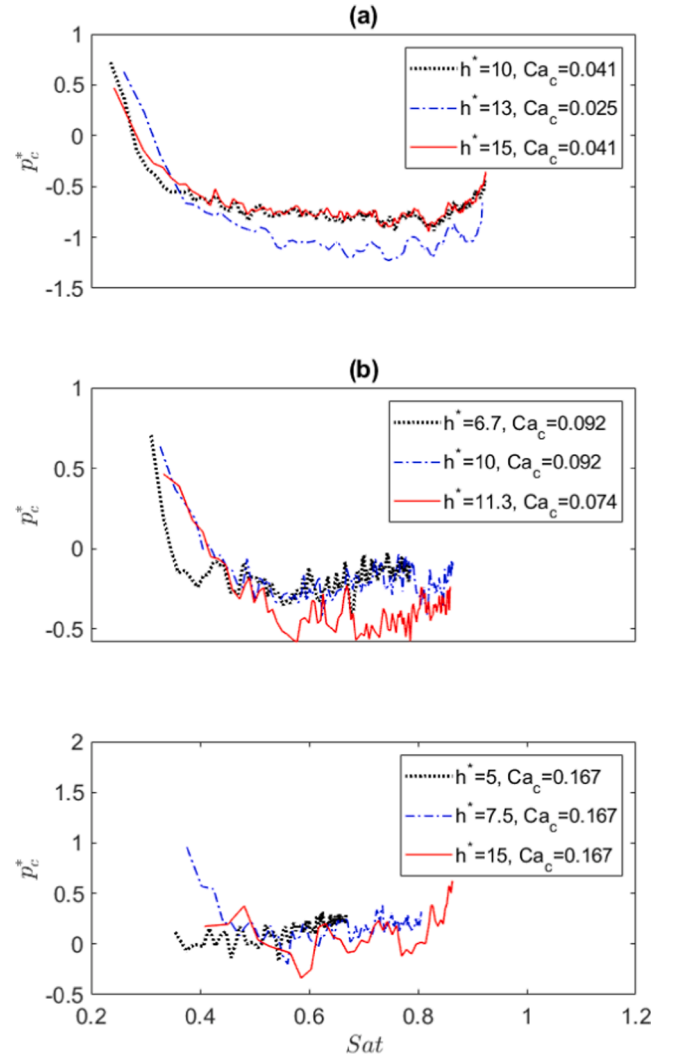 (a)
1
0.5
0
-0.5
-1
-1.5
p*c
h*=10, Cac=0.041
h*=13, Cac=0.025
h*=15, Cac=0.041
(b)
1
0.5
0
-0.5
p*c
h*=6.7, Cac=0.092
h*=10, Cac=0.092
h*=11.3, Cac=0.074
2
1.5
1
0.5
0
-0.5
p*c
h*=5, Cac=0.167
h*=7.5, Cac=0.167
h*=15, Cac=0.167
0.2 0.4 0.6 0.8 1 1.2
Sat